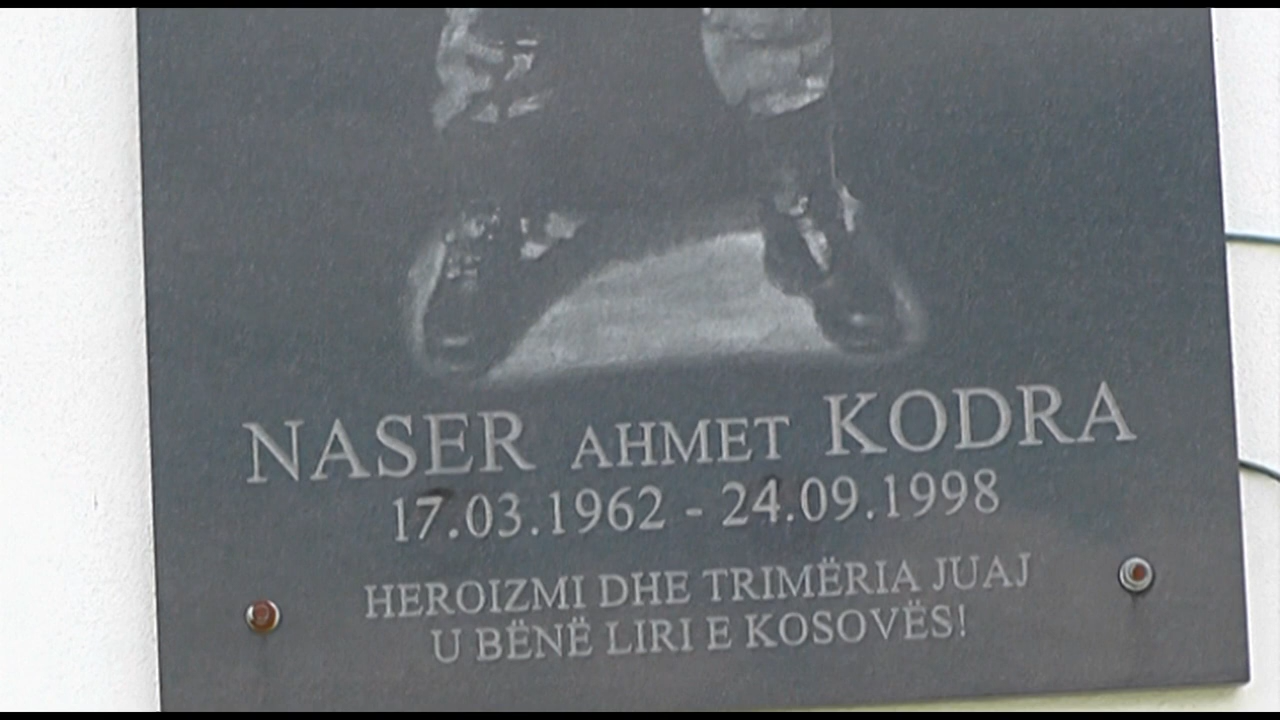 NASER AHMET KODRA
17.03.1962 - 24.09.1998
HEROIZMI DHE TRIMËRIA JUAJ
U BËNË LIRI E KOSOVËS!